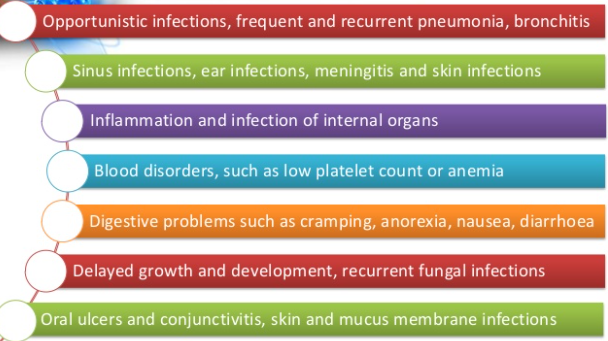 Opportunistic infections, frequent and recurrent pneumonia, bronchitis
Sinus infections, ear infections, meningitis and skin infections
Inflammation and infection of internal organs
Blood disorders, such as low platelet count or anemia
Digestive problems such as cramping, anorexia, nausea, diarrhoea
Delayed growth and development, recurrent fungal infections
Oral ulcers and conjunctivitis, skin and mucus membrane infections